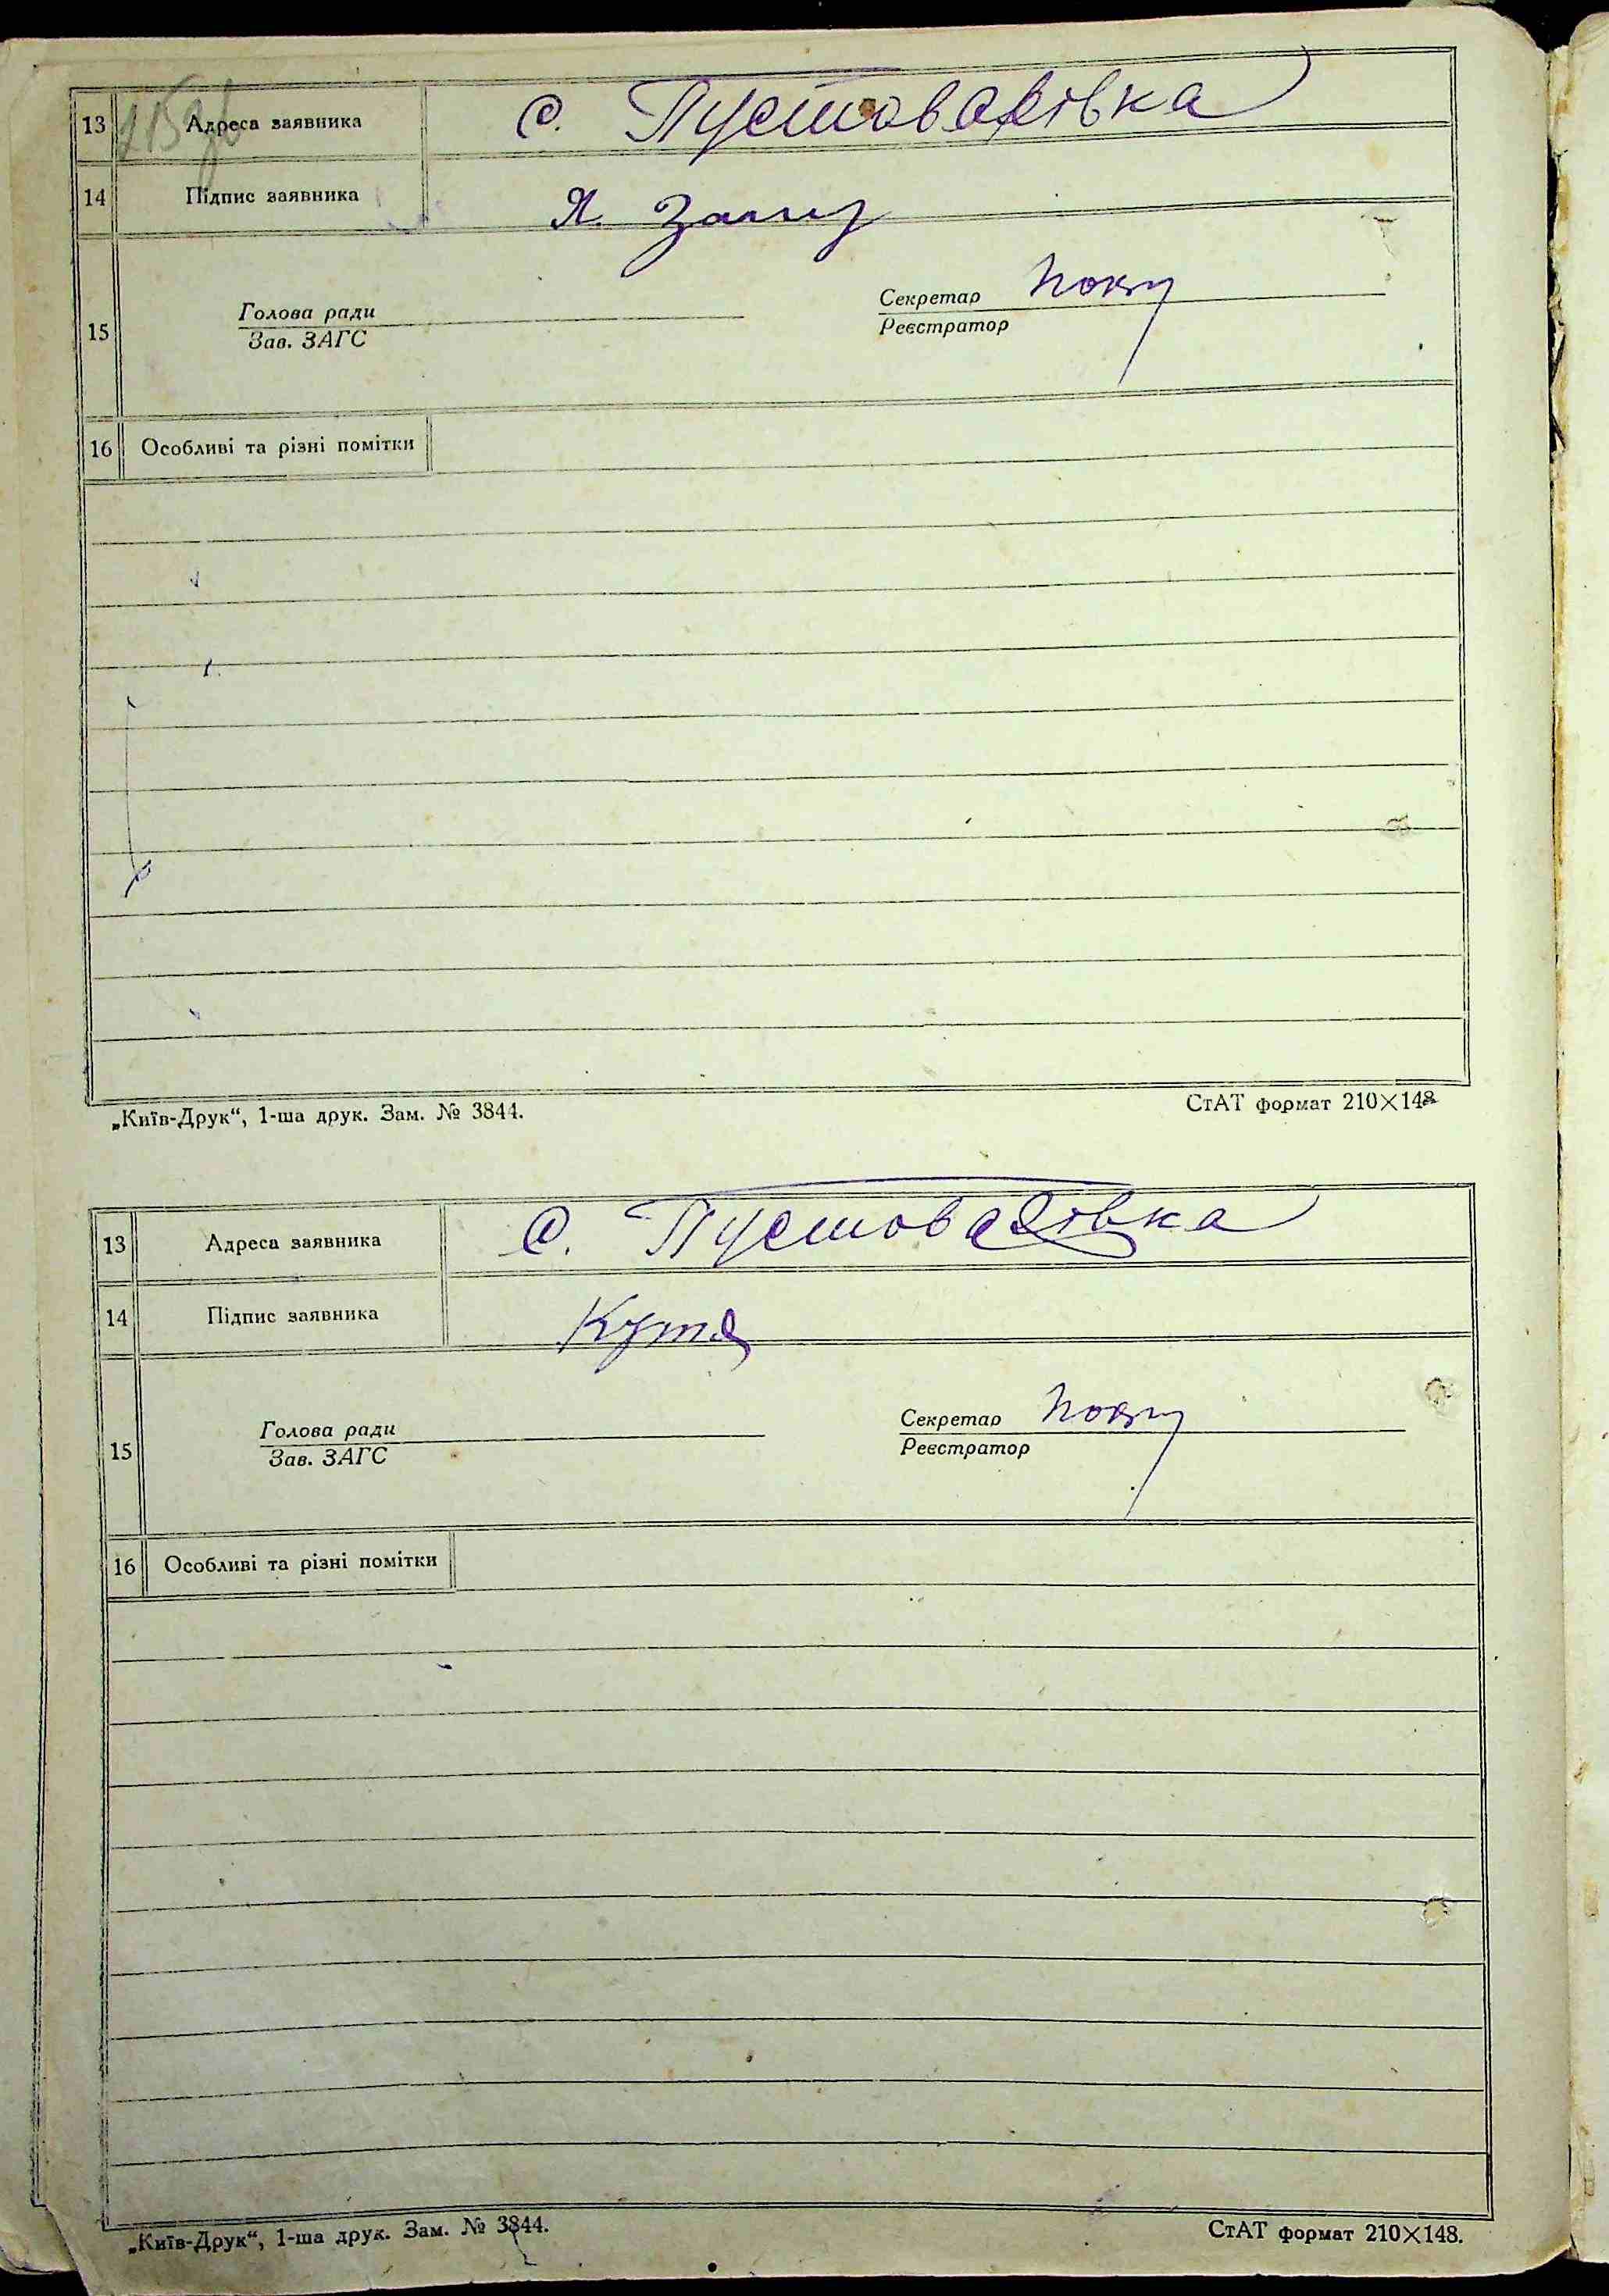 13 Адреса заявника с. Пустоварівка
14 Підпис заявника Я.
15 Голова ради Секретар
Зав. ЗАГС Реєстратор
16 Особливі та різні помітки
„Київ-Друк“, 1-ша друк. Зам. № 3844. СтАТ формат 210×148
13 Адреса заявника с. Пустоварівка
14 Підпис заявника
15 Голова ради Секретар
Зав. ЗАГС Реєстратор
16 Особливі та різні помітки
„Київ-Друк“, 1-ша друк. Зам. № 3844. СтАТ формат 210×148.